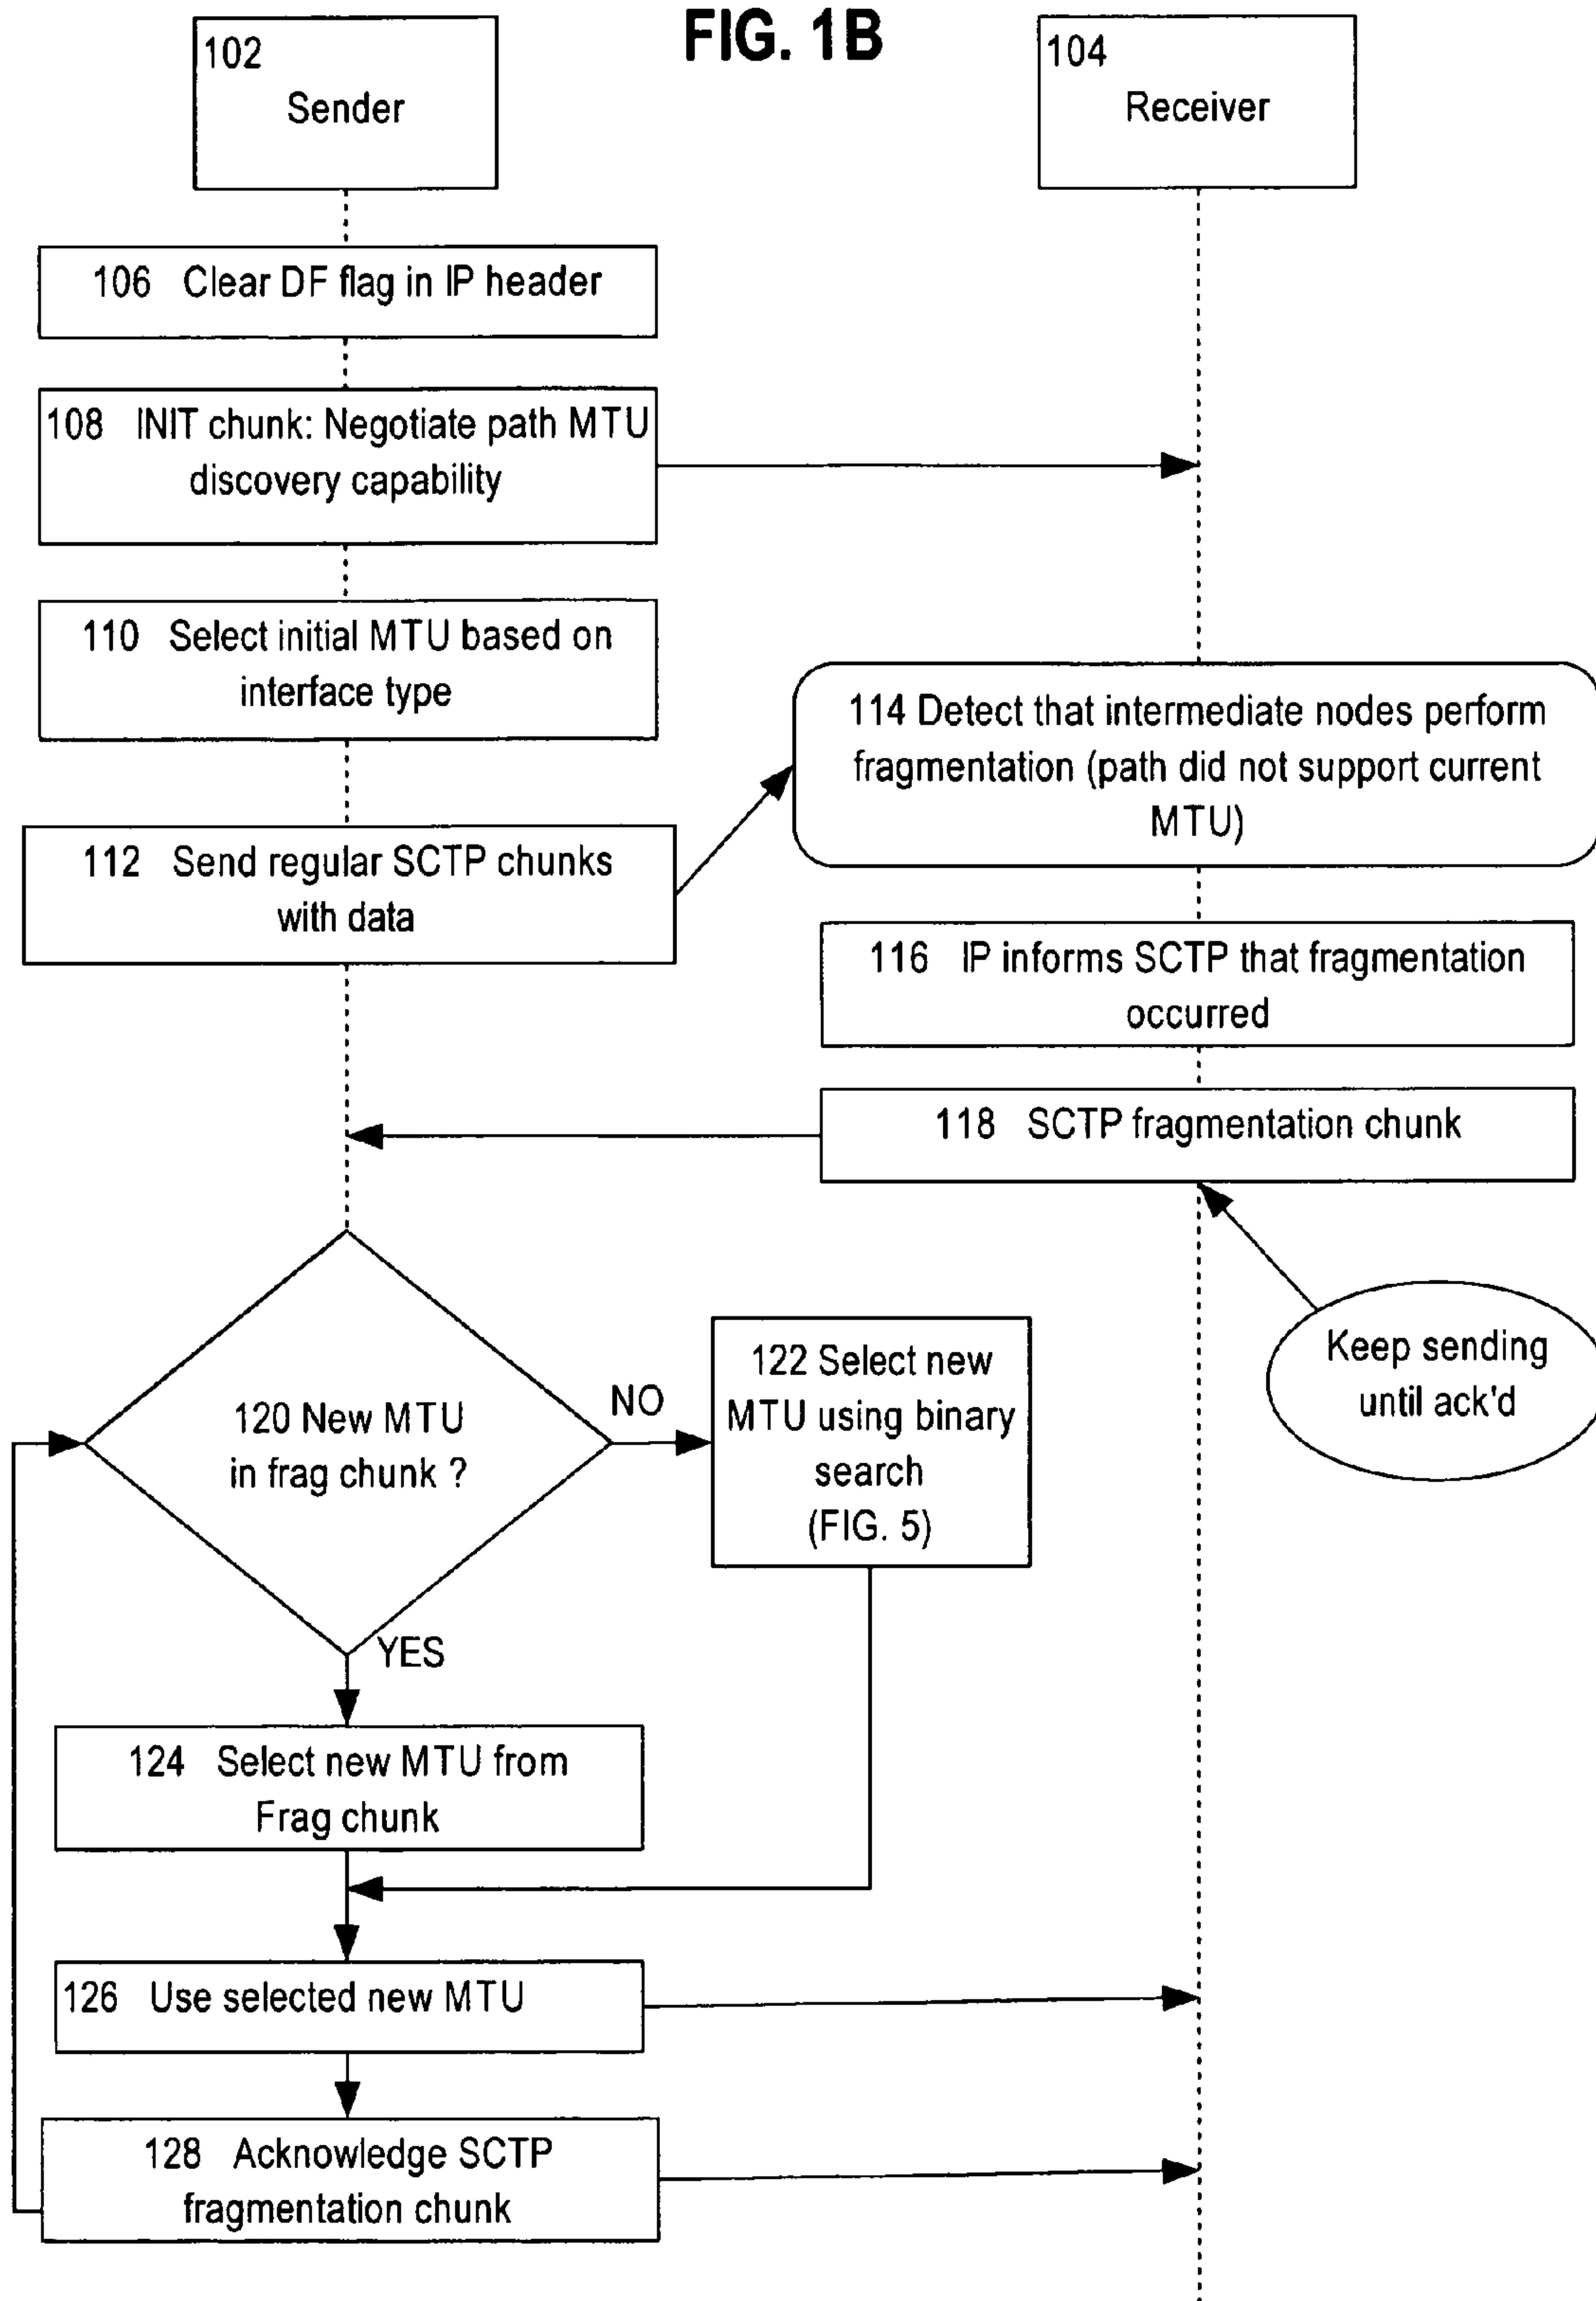 FIG. 1B
102
Sender
104
Receiver
106 Clear DF flag in IP header
108 INIT chunk: Negotiate path MTU
discovery capability
110 Select initial MTU based on
interface type
114 Detect that intermediate nodes perform
fragmentation (path did not support current
MTU)
112 Send regular SCTP chunks
with data
116 IP informs SCTP that fragmentation
occurred
118 SCTP fragmentation chunk
Keep sending
until ack'd
120 New MTU
in frag chunk ?
NO
122 Select new
MTU using binary
search
(FIG. 5)
YES
124 Select new MTU from
Frag chunk
126 Use selected new MTU
128 Acknowledge SCTP
fragmentation chunk